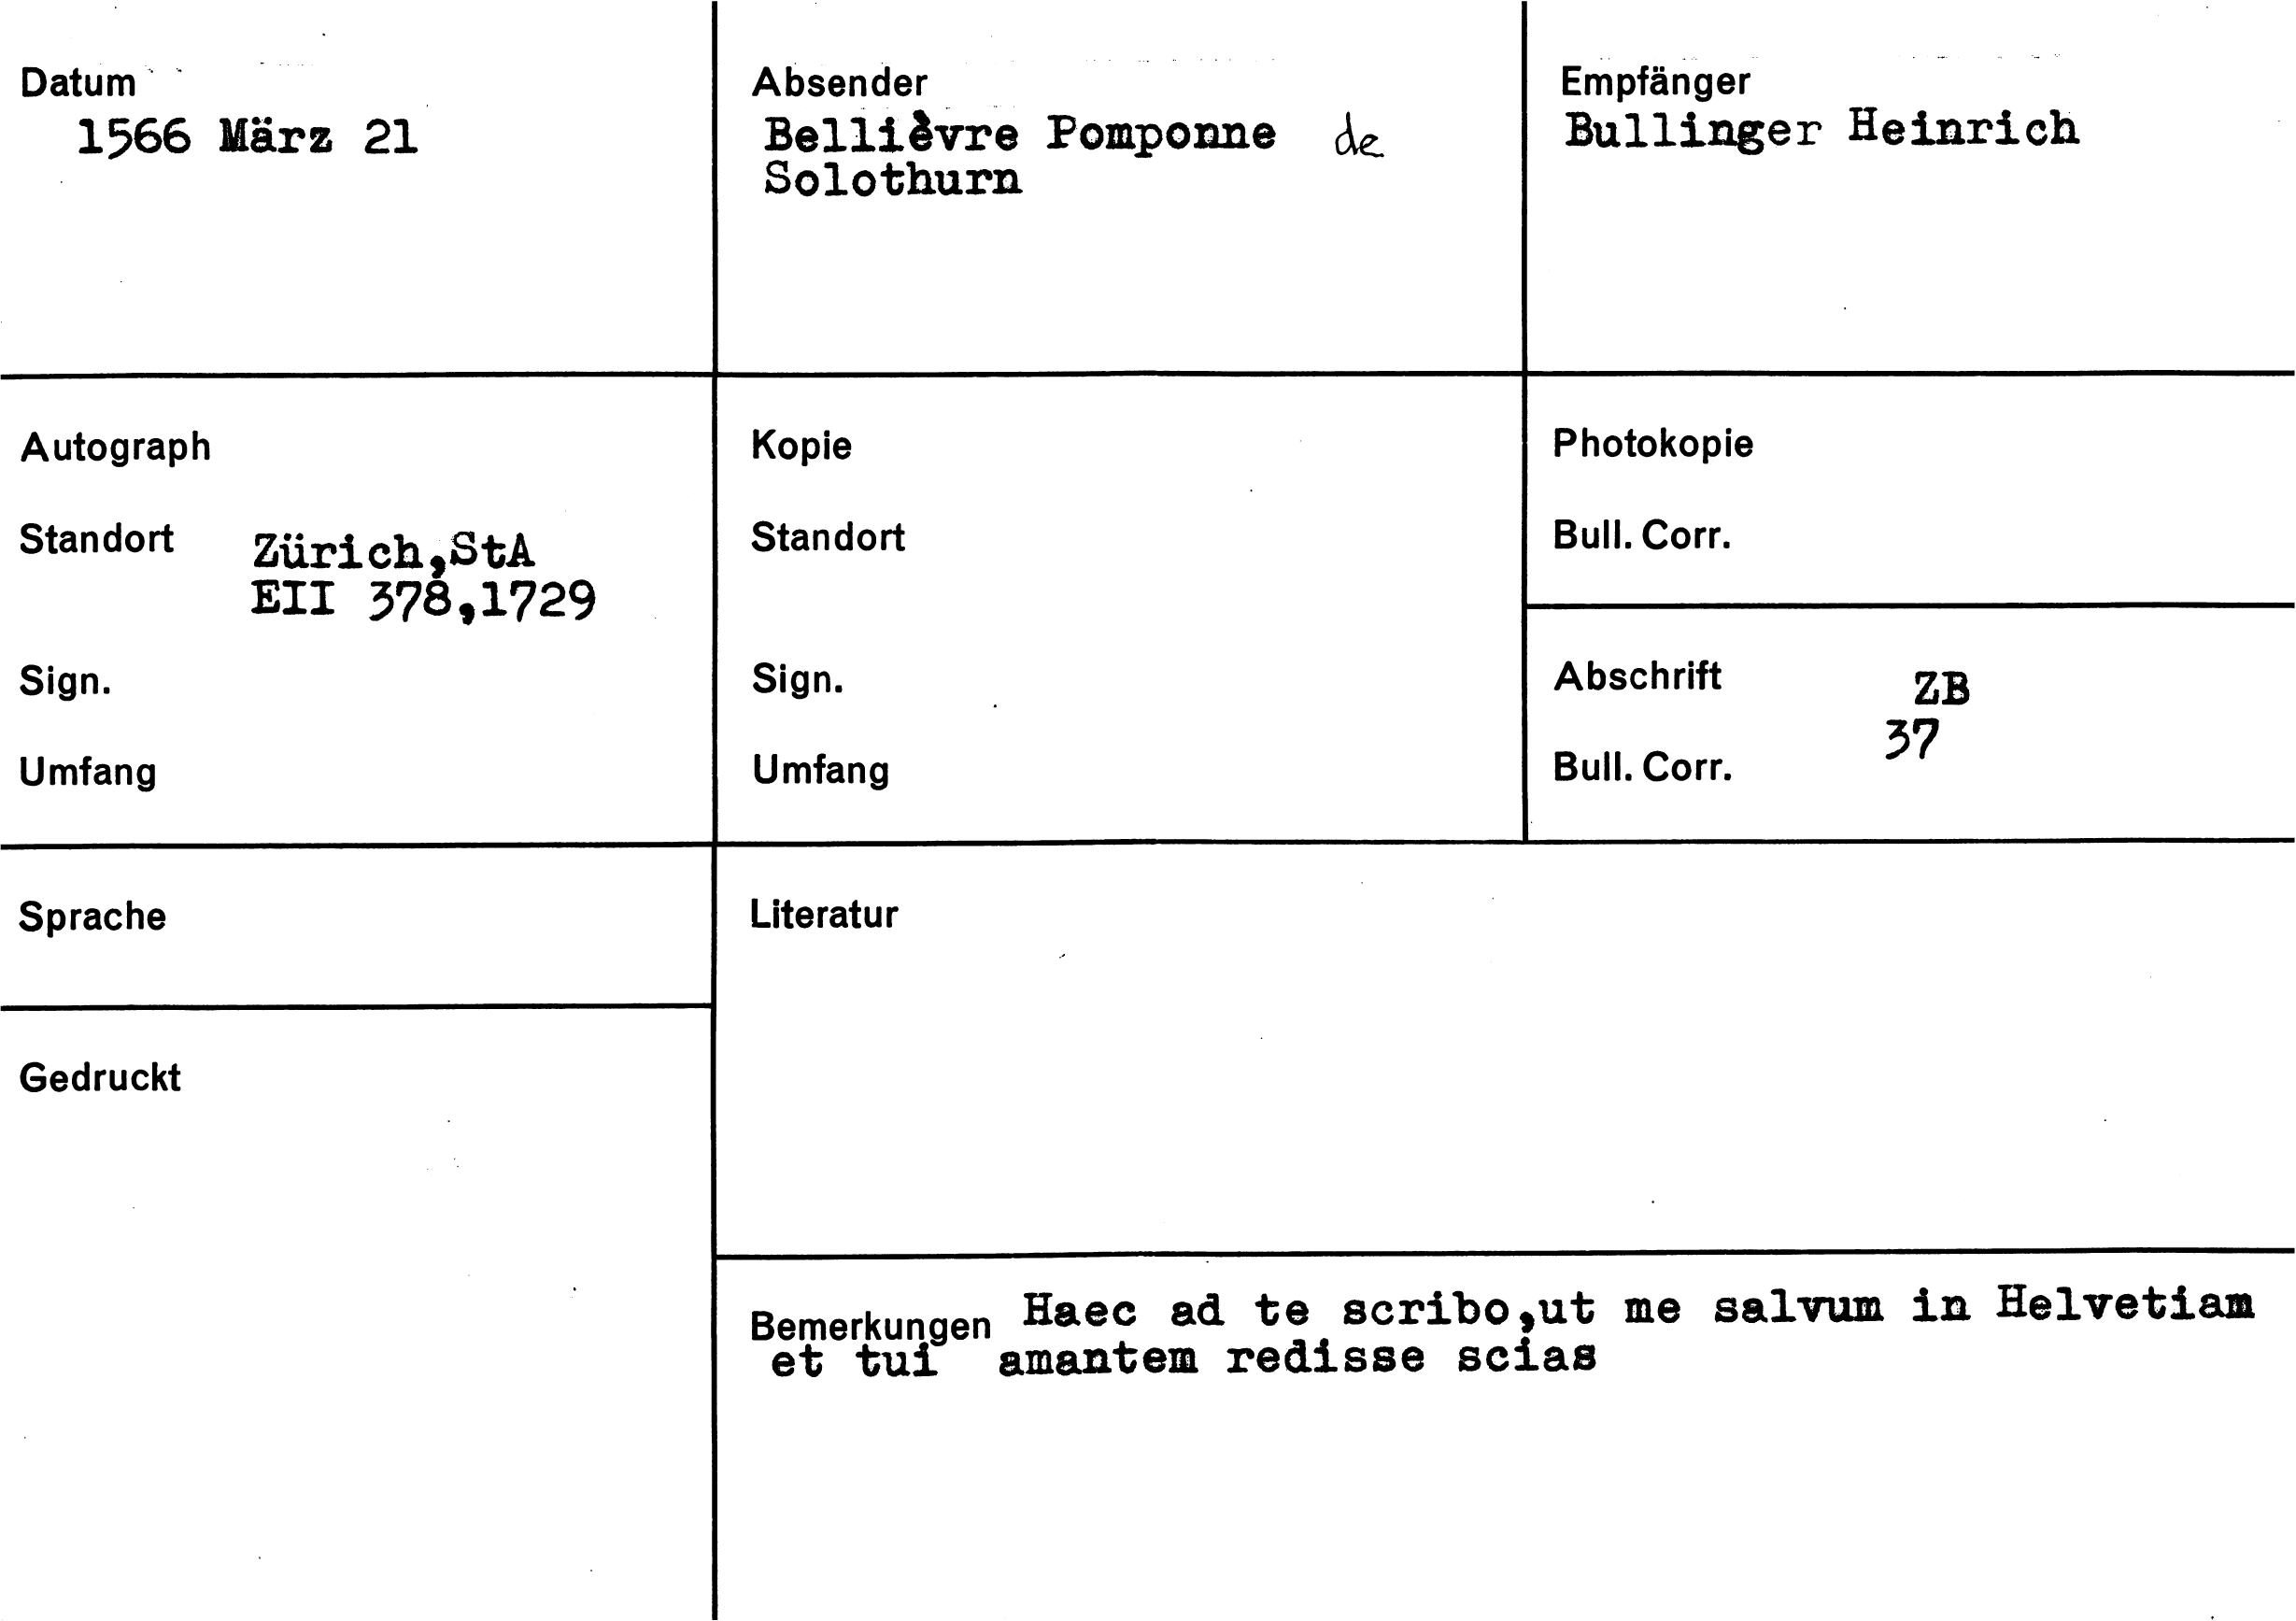 Datum
1566 März 21
Absender
Bellièvre Pomponne de
Solothurn
Empfänger
Bullinger Heinrich
Autograph
Standort Zürich,StA
EII 378,1729
Sign.
Umfang
Kopie
Standort
Sign.
Umfang
Photokopie
Bull. Corr.
Abschrift ZB
37
Bull. Corr.
Sprache
Gedruckt
Literatur
Bemerkungen Haec ad te scribo,ut me salvum in Helvetiam
et tui amantem redisse scias